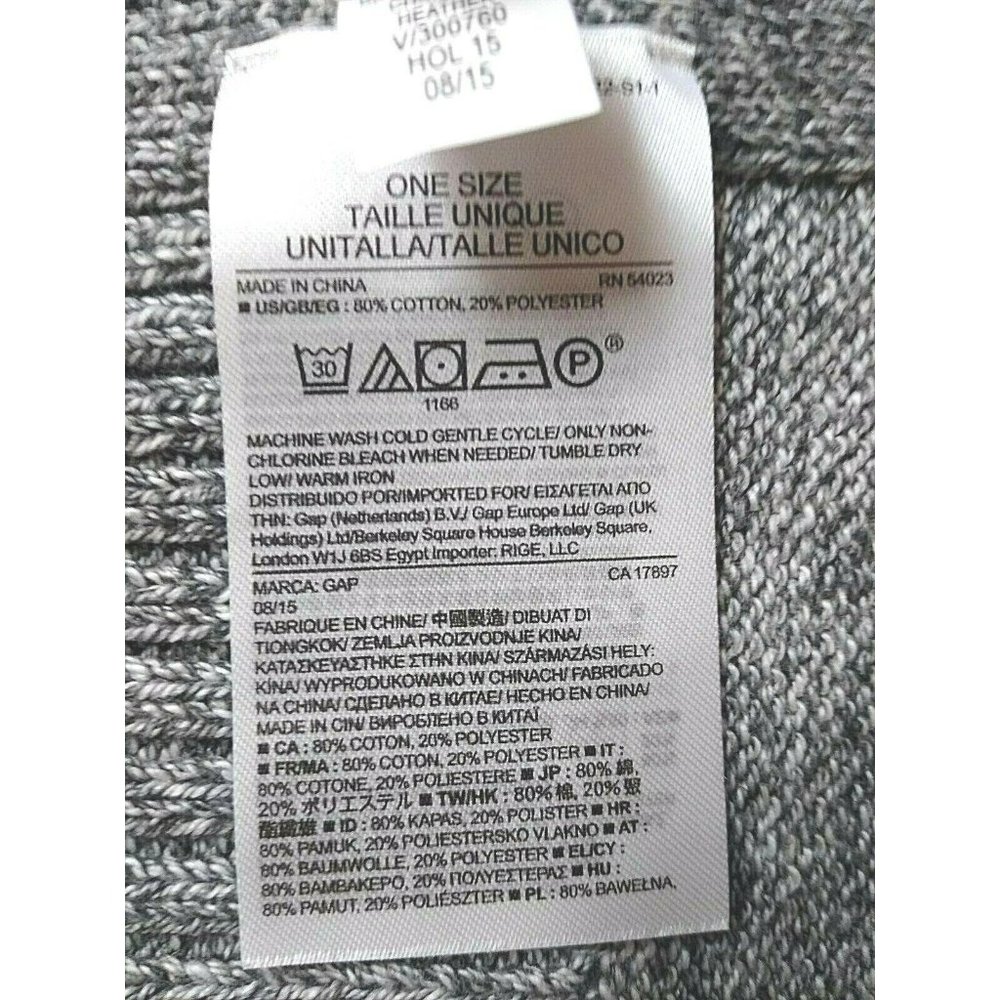 HEATHE
V/300760
HOL 15
08/15
2-91-1
ONE SIZE
TAILLE UNIQUE
UNITALLA/TALLE UNICO
MADE IN CHINA RN 54023
■ US/GB/EG : 80% COTTON, 20% POLYESTER
30 P ®
1166
MACHINE WASH COLD GENTLE CYCLE/ ONLY NON-
CHLORINE BLEACH WHEN NEEDED/ TUMBLE DRY
LOW/ WARM IRON
DISTRIBUIDO POR/IMPORTED FOR/ ΕΙΣΑΓΕΤΑΙ ΑΠΟ
ΤΗΝ: Gap (Netherlands) B.V./ Gap Europe Ltd/ Gap (UK
Holdings) Ltd/Berkeley Square House Berkeley Square,
London W1J 6BS Egypt Importer: RIGE, LLC
MARCA: GAP CA 17897
08/15
FABRIQUE EN CHINE/ 中國製造/ DIBUAT DI
TIONGKOK/ ZEMLJA PROIZVODNJE KINA/
ΚΑΤΑΣΚΕΥΑΣΤΗΚΕ ΣΤΗΝ ΚΙΝΑ/ SZÁRMAZÁSI HELY:
KÍNA/ WYPRODUKOWANO W CHINACH/ FABRICADO
NA CHINA/ СДЕЛАНО В КИТАЕ/ HECHO EN CHINA/
MADE IN CIN/ ВИРОБЛЕНО В КИТАЇ
■ CA : 80% COTON, 20% POLYESTER
■ FR/MA : 80% COTON, 20% POLYESTER ■ IT :
80% COTONE, 20% POLIESTERE ■ JP : 80% 綿,
20% ポリエステル ■ TW/HK : 80% 棉, 20% 聚
酯纖維 ■ ID : 80% KAPAS, 20% POLISTER ■ HR :
80% PAMUK, 20% POLIESTERSKO VLAKNO ■ AT :
80% BAUMWOLLE, 20% POLYESTER ■ EL/CY :
80% ΒΑΜΒΑΚΕΡΟ, 20% ΠΟΛΥΕΣΤΕΡΑΣ ■ HU :
80% PAMUT, 20% POLIÉSZTER ■ PL : 80% BAWEŁNA,